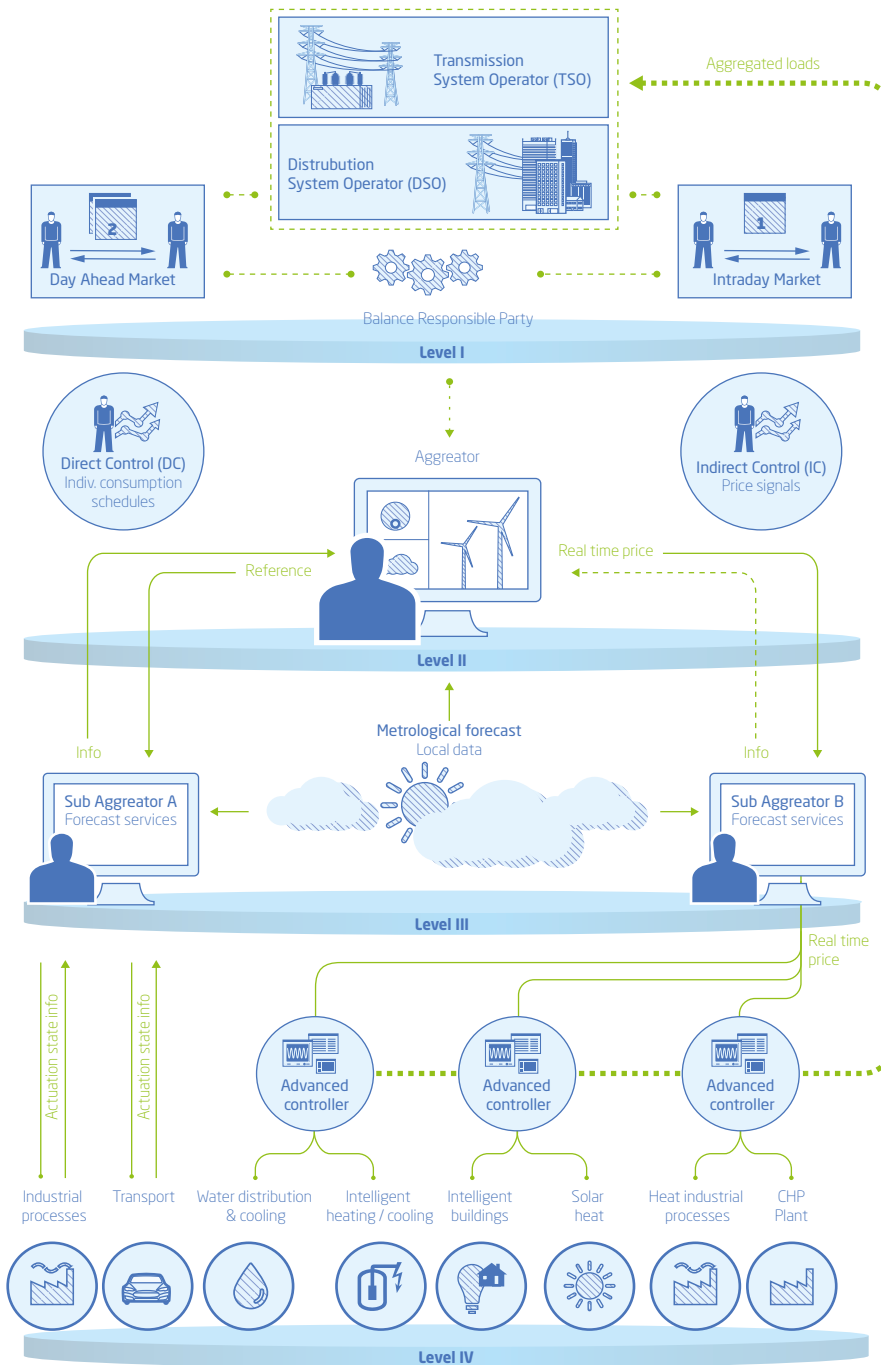 Transmission
System Operator (TSO)
Aggregated loads
Distrubution
System Operator (DSO)
2
Day Ahead Market
1
Intraday Market
Balance Responsible Party
Level I
Direct Control (DC)
Indiv. consumption
schedules
Aggreator
Indirect Control (IC)
Price signals
Reference
Real time price
Level II
Metrological forecast
Local data
Info
Info
Sub Aggreator A
Forecast services
Sub Aggreator B
Forecast services
Level III
Real time
price
Actuation state info
Actuation state info
Advanced
controller
Advanced
controller
Advanced
controller
Industrial
processes
Transport
Water distribution
& cooling
Intelligent
heating / cooling
Intelligent
buildings
Solar
heat
Heat industrial
processes
CHP
Plant
Level IV